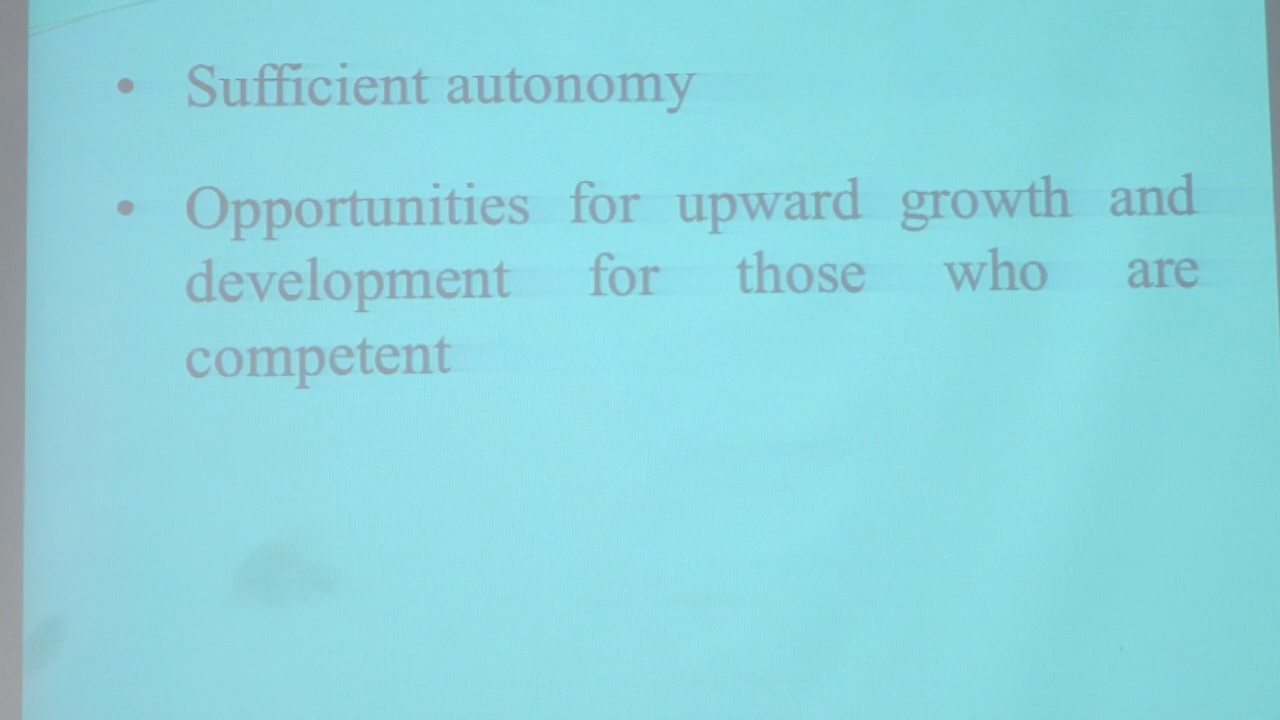 • Sufficient autonomy
• Opportunities for upward growth and
development for those who are
competent